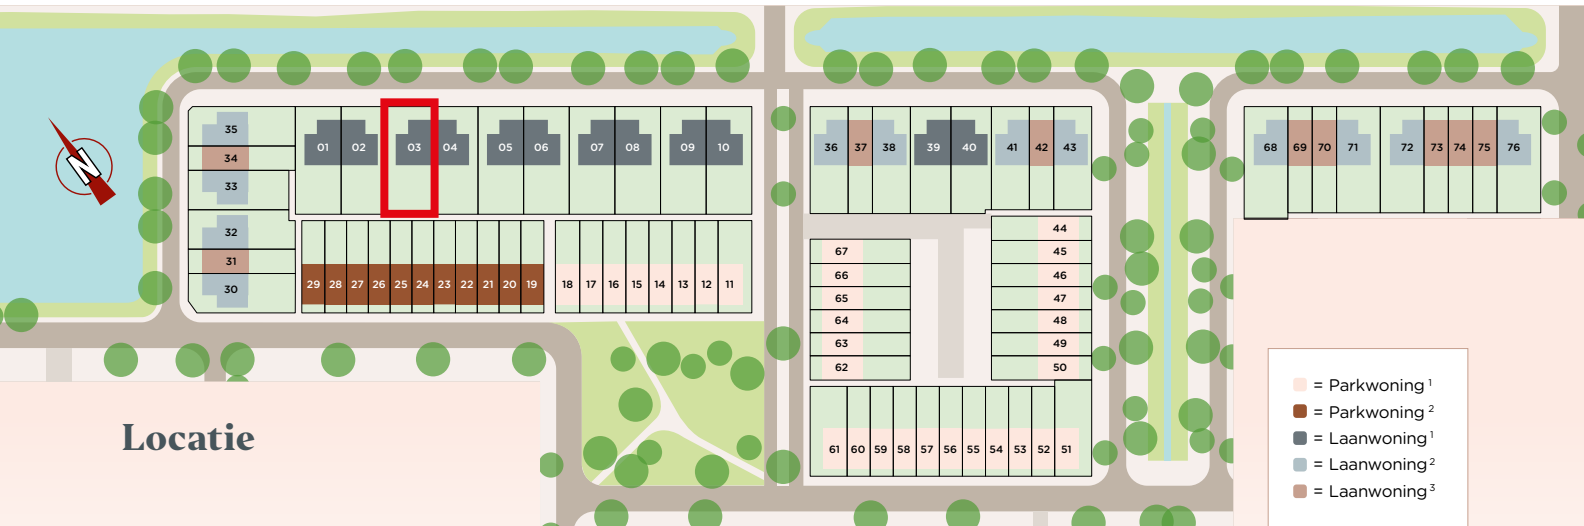 35
34
33
32
31
30
01 02 03 04 05 06 07 08 09 10
29 28 27 26 25 24 23 22 21 20 19
18 17 16 15 14 13 12 11
36 37 38 39 40 41 42 43
44
45
46
47
48
49
50
67
66
65
64
63
62
61 60 59 58 57 56 55 54 53 52 51
68 69 70 71 72 73 74 75 76
N
Locatie
= Parkwoning 1
= Parkwoning 2
= Laanwoning 1
= Laanwoning 2
= Laanwoning 3